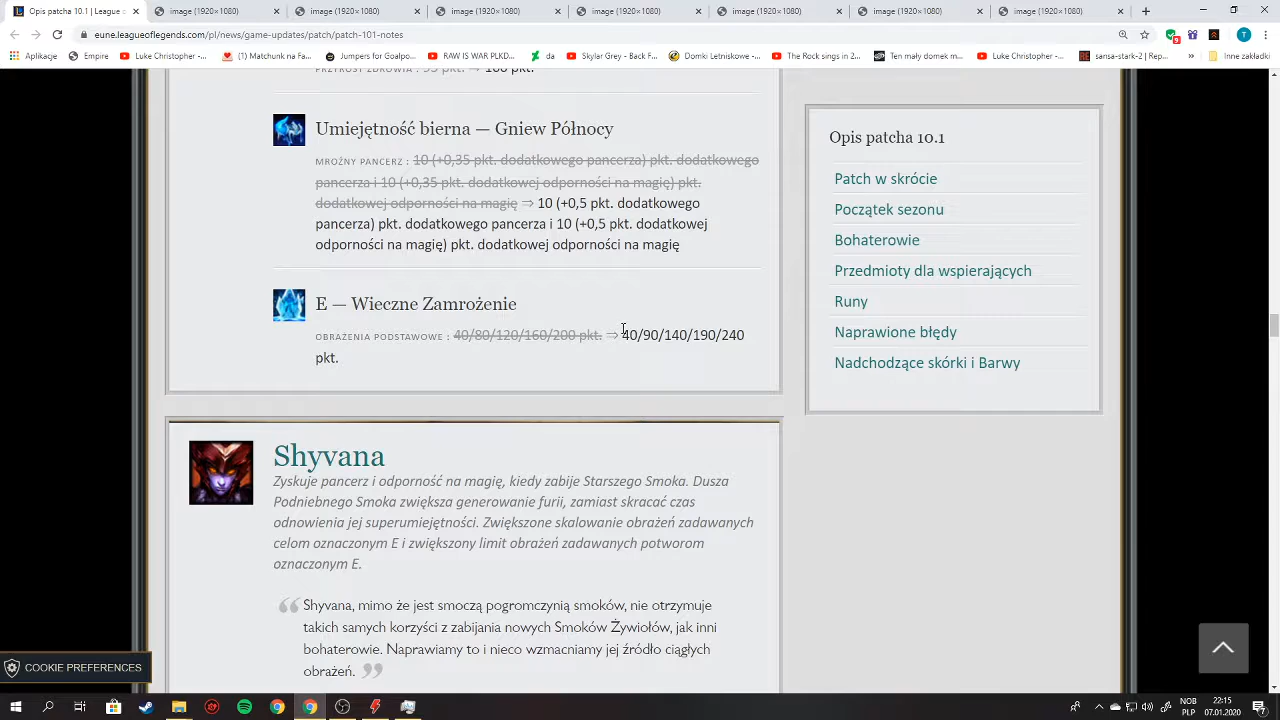 Opis patcha 10.1 | League o
image (1920×1080)
image (1920×1080)
image (1920×1080)
image (1920×1080)
image (1920×1080)
image (1920×1080)
image (1920×1080)
eune.leagueoflegends.com/pl/news/game-updates/patch/patch-101-notes
9
T
Aplikacje
Empire
Luke Christopher -...
(1) Matchunk na Fa...
Jumpers for Goalpo...
RAW IS WAR PLKD...
da
Skylar Grey - Back F...
Domki Letniskowe -...
The Rock sings in 2...
Ten mały domek m...
Luke Christopher -...
sansa-stark-2 | Rep...
»
Inne zakładki
Umiejętność bierna — Gniew Północy
MROŹNY PANCERZ : 10 (+0,35 pkt. dodatkowego pancerza) pkt. dodatkowego
pancerza i 10 (+0,35 pkt. dodatkowej odporności na magię) pkt.
dodatkowej odporności na magię ⇒ 10 (+0,5 pkt. dodatkowego
pancerza) pkt. dodatkowego pancerza i 10 (+0,5 pkt. dodatkowej
odporności na magię) pkt. dodatkowej odporności na magię
E — Wieczne Zamrożenie
OBRAŻENIA PODSTAWOWE : 40/80/120/160/200 pkt. ⇒ 40/90/140/190/240
pkt.
Shyvana
Zyskuje pancerz i odporność na magię, kiedy zabije Starszego Smoka. Dusza
Podniebnego Smoka zwiększa generowanie furii, zamiast skracać czas
odnowienia jej superumiejętności. Zwiększone skalowanie obrażeń zadawanych
celom oznaczonym E i zwiększony limit obrażeń zadawanych potworom
oznaczonym E.
Shyvana, mimo że jest smoczą pogromczynią smoków, nie otrzymuje
takich samych korzyści z zabijania nowych Smoków Żywiołów, jak inni
bohaterowie. Naprawiamy to i nieco wzmacniamy jej źródło ciągłych
obrażeń.
Opis patcha 10.1
Patch w skrócie
Początek sezonu
Bohaterowie
Przedmioty dla wspierających
Runy
Naprawione błędy
Nadchodzące skórki i Barwy
COOKIE PREFERENCES
NOB
PLP
22:15
07.01.2020